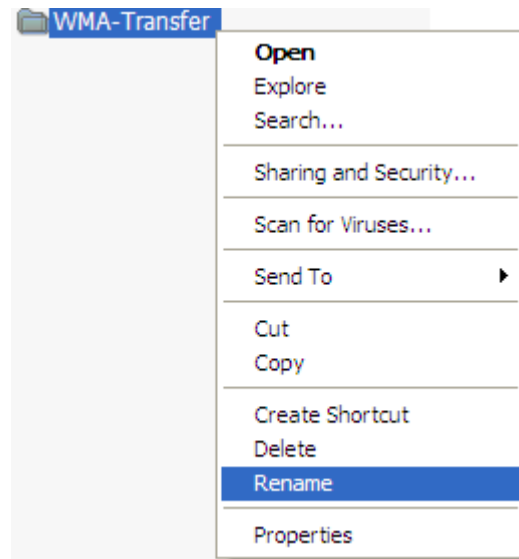 WMA-Transfer
Open
Explore
Search...
Sharing and Security...
Scan for Viruses...
Send To
Cut
Copy
Create Shortcut
Delete
Rename
Properties